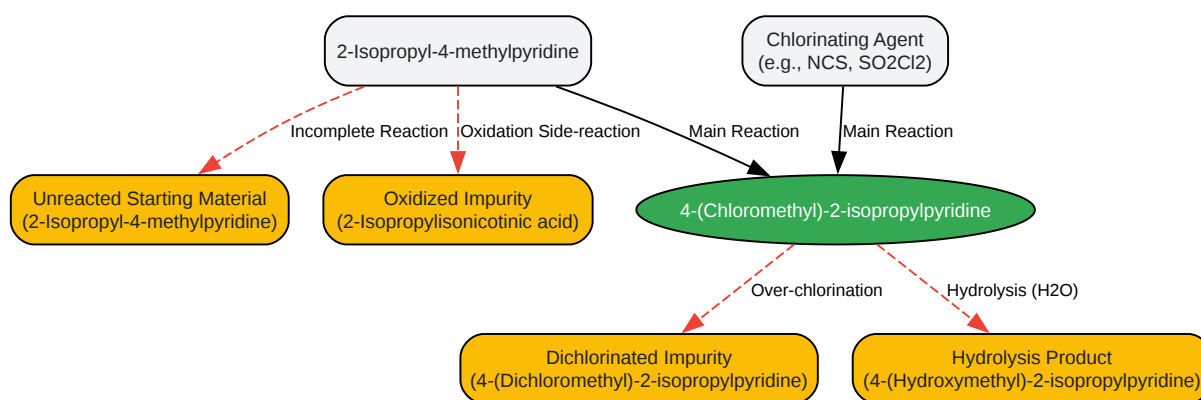 2-Isopropyl-4-methylpyridine
Chlorinating Agent
(e.g., NCS, SO2Cl2)
Incomplete Reaction
Oxidation Side-reaction
Main Reaction
Main Reaction
Unreacted Starting Material
(2-Isopropyl-4-methylpyridine)
Oxidized Impurity
(2-Isopropylisonicotinic acid)
4-(Chloromethyl)-2-isopropylpyridine
Over-chlorination
Hydrolysis (H2O)
Dichlorinated Impurity
(4-(Dichloromethyl)-2-isopropylpyridine)
Hydrolysis Product
(4-(Hydroxymethyl)-2-isopropylpyridine)